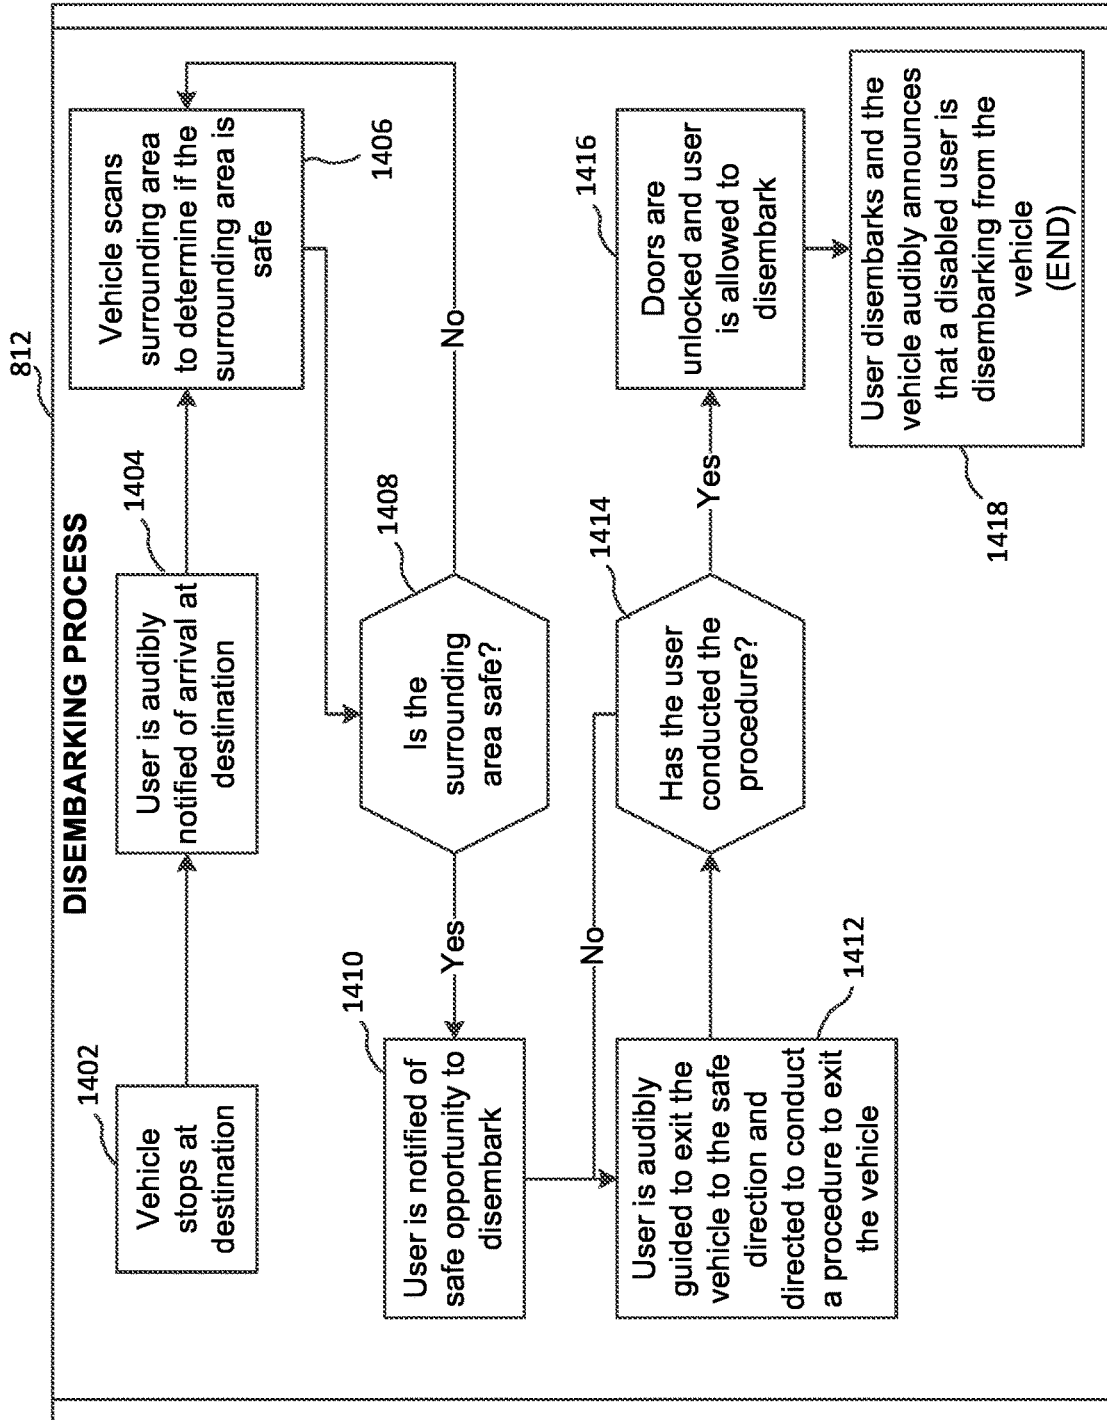 812
DISEMBARKING PROCESS
1402
Vehicle
stops at
destination
1404
User is audibly
notified of arrival at
destination
Vehicle scans
surrounding area
to determine if the
surrounding area is
safe
1406
1408
Is the
surrounding
area safe?
No
Yes
1410
User is notified of
safe opportunity to
disembark
No
User is audibly
guided to exit the
vehicle to the safe
direction and
directed to conduct
a procedure to exit
the vehicle
1412
1414
Has the user
conducted the
procedure?
Yes
1416
Doors are
unlocked and user
is allowed to
disembark
User disembarks and the
vehicle audibly announces
that a disabled user is
disembarking from the
vehicle
(END)
1418